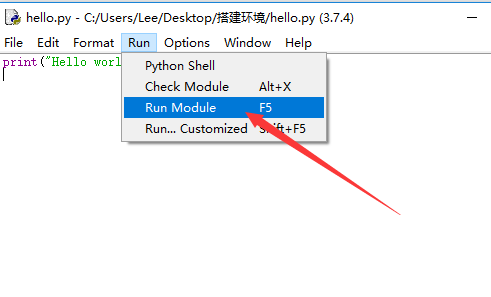 hello.py - C:/Users/Lee/Desktop/搭建环境/hello.py (3.7.4)
File Edit Format Run Options Window Help
print("Hello worl
Python Shell
Check Module Alt+X
Run Module F5
Run... Customized Shift+F5